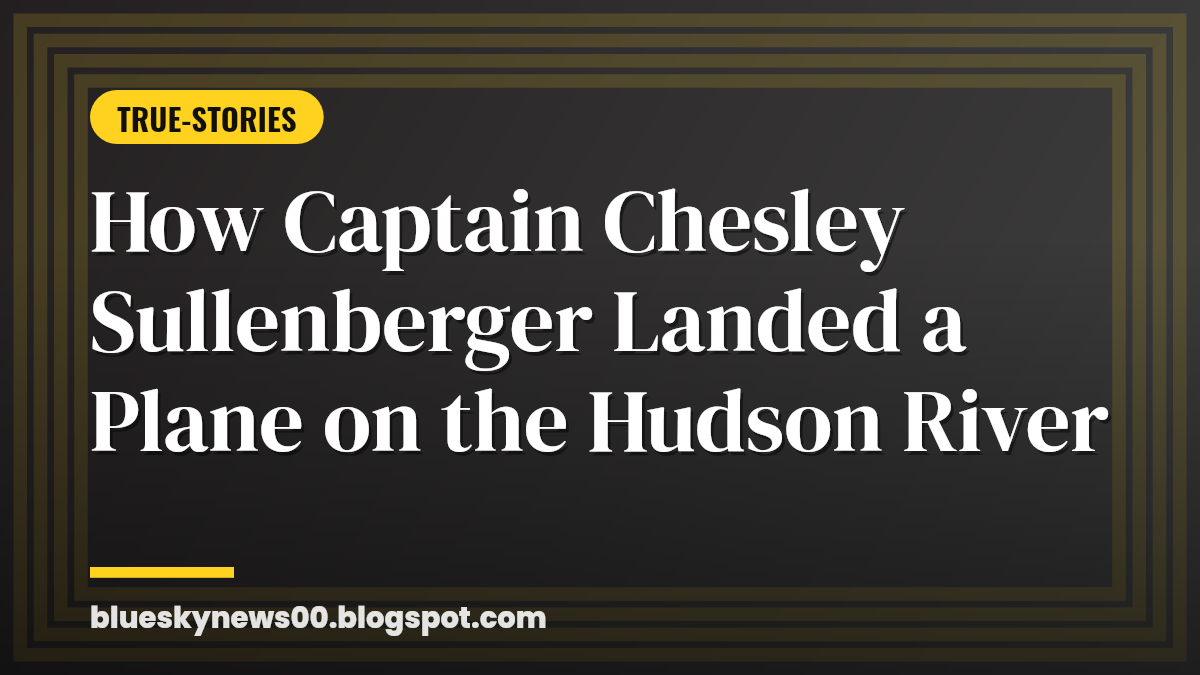 TRUE-STORIES
How Captain Chesley
Sullenberger Landed a
Plane on the Hudson River
blueskynews00.blogspot.com